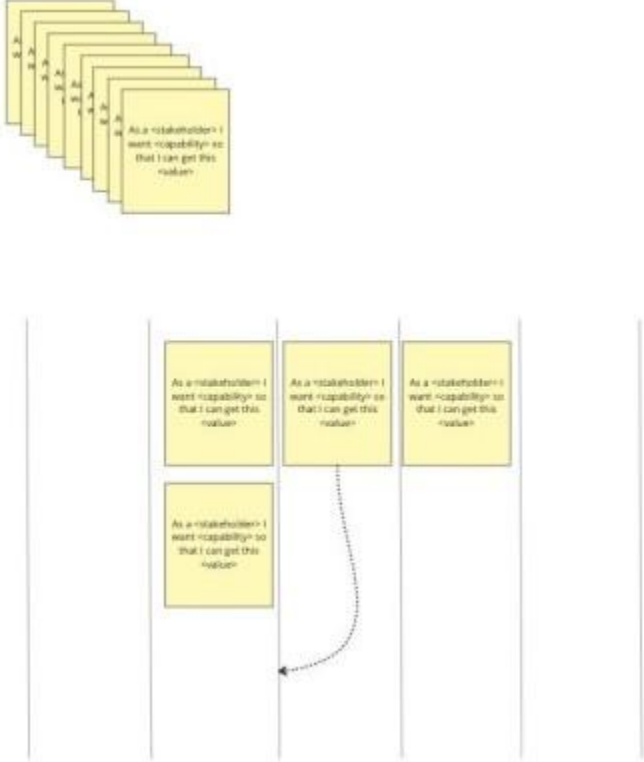 As a <stakeholder> I
want <capability> so
that I can get this
<value>
As a <stakeholder> I
want <capability> so
that I can get this
<value>
As a <stakeholder> I
want <capability> so
that I can get this
<value>
As a <stakeholder> I
want <capability> so
that I can get this
<value>
As a <stakeholder> I
want <capability> so
that I can get this
<value>